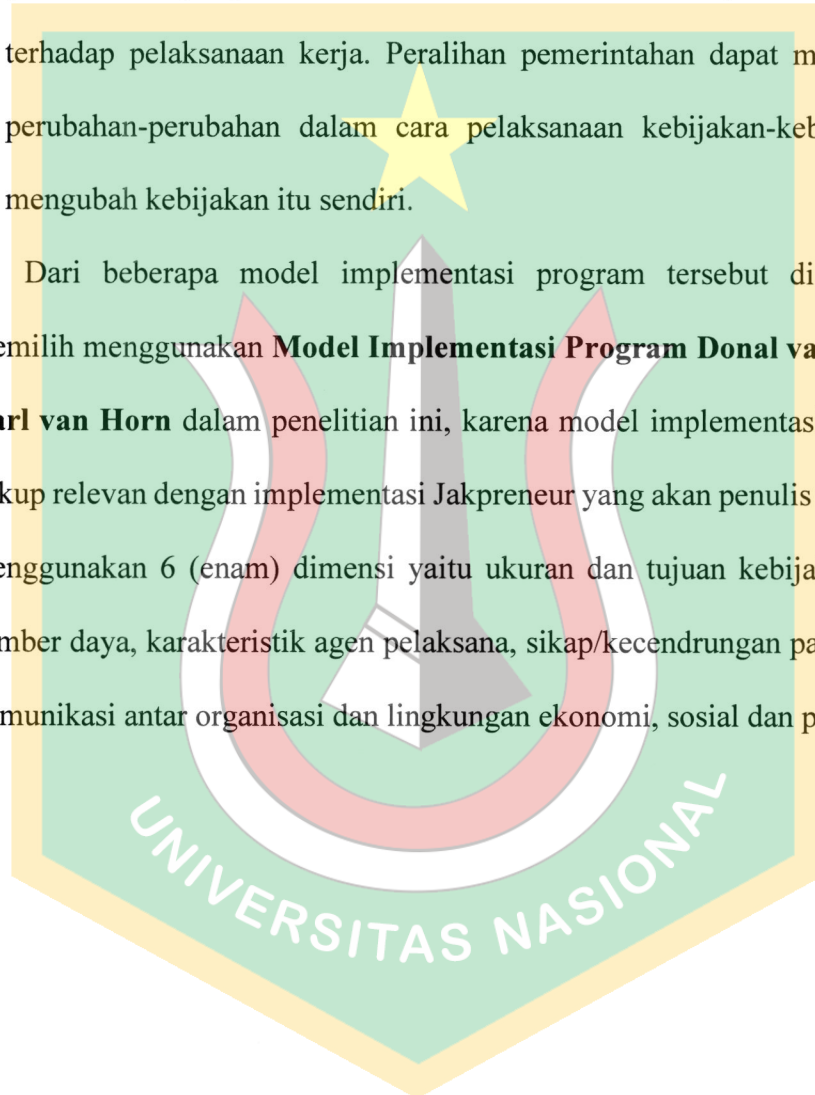 terhadap pelaksanaan kerja. Peralihan pemerintahan dapat m
perubahan-perubahan dalam cara pelaksanaan kebijakan-keb
mengubah kebijakan itu sendiri.
Dari beberapa model implementasi program tersebut di
emilih menggunakan Model Implementasi Program Donal va
arl van Horn dalam penelitian ini, karena model implementas
kup relevan dengan implementasi Jakpreneur yang akan penulis
enggunakan 6 (enam) dimensi yaitu ukuran dan tujuan kebija
mber daya, karakteristik agen pelaksana, sikap/kecendrungan pa
munikasi antar organisasi dan lingkungan ekonomi, sosial dan p
UNIVERSITAS NASIONAL